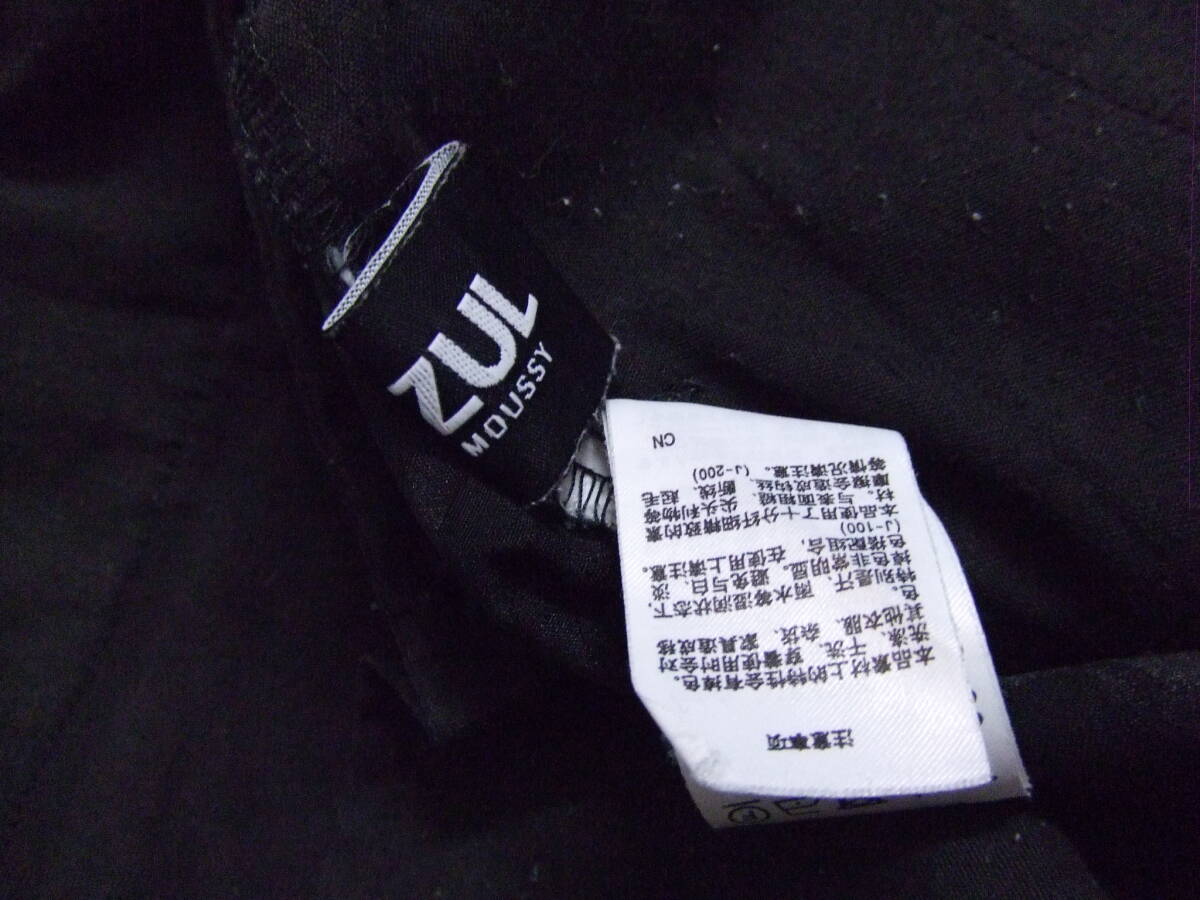 ZUL
MOUSSY
注意事项
本品素材上的特性会有掉色。
洗涤、干洗、穿著使用时会对
其他衣服、杂货、家具造成移
色。
特别是汗、雨水等湿润状态下，
掉色非常明显。避免与白、淡
色搭配组合，在使用上请注意。
(J-100)
本品使用了十分纤细精致的素
材。与表面粗糙、尖头利物等
摩擦会造成钩丝、断线、起毛
等情况请注意。(J-200)
CN